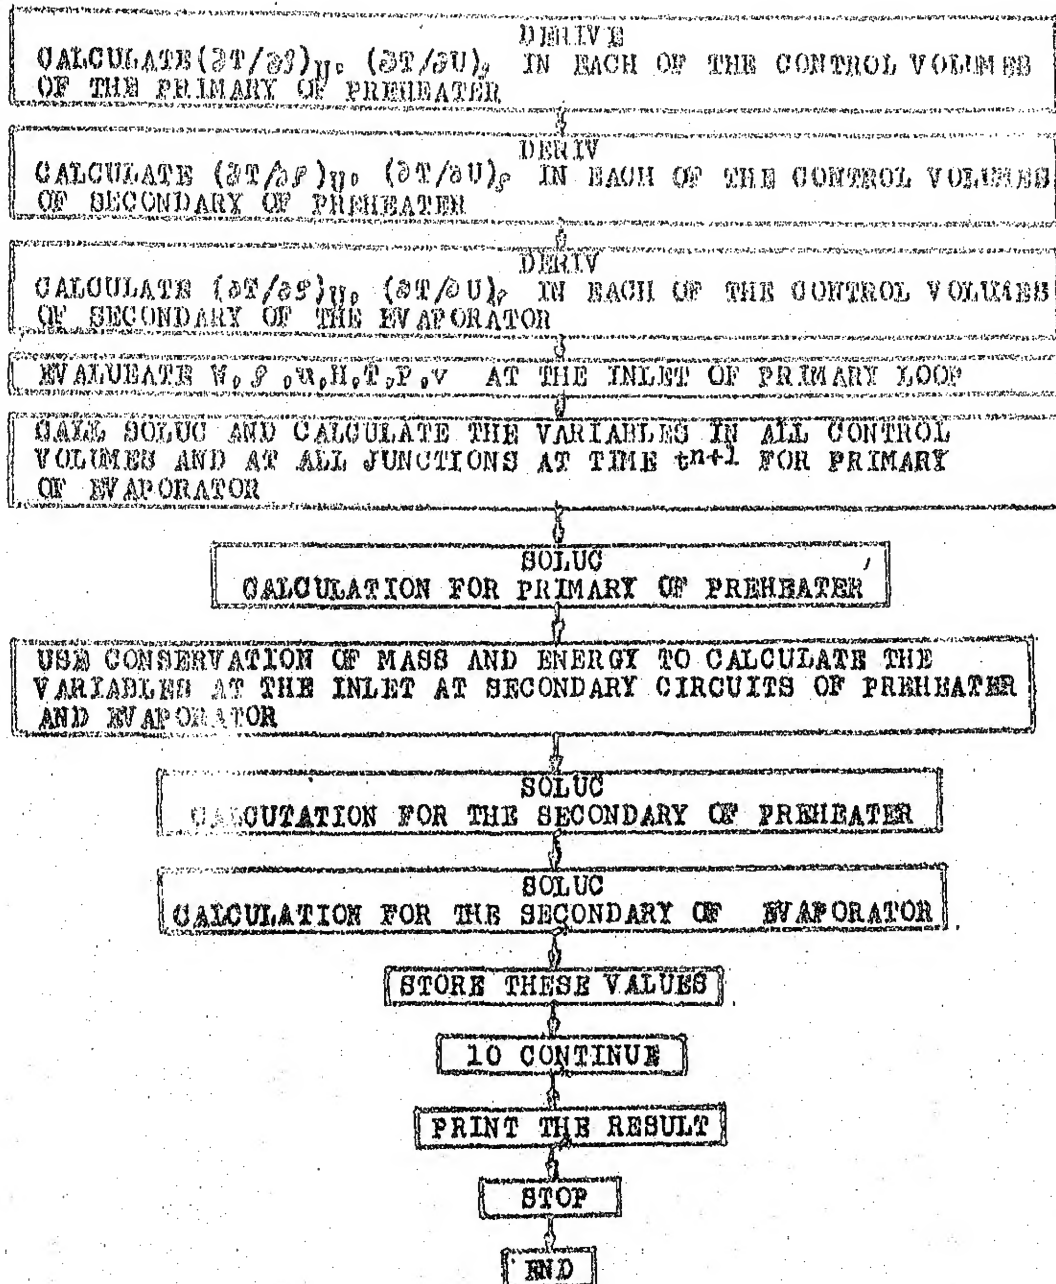 DERIVE
CALCULATE (∂T/∂ρ)U, (∂T/∂U)ρ IN EACH OF THE CONTROL VOLUMES
OF THE PRIMARY OF PREHEATER
DERIV
CALCULATE (∂T/∂ρ)U, (∂T/∂U)ρ IN EACH OF THE CONTROL VOLUMES
OF SECONDARY OF PREHEATER
DERIV
CALCULATE (∂T/∂ρ)U, (∂T/∂U)ρ IN EACH OF THE CONTROL VOLUMES
OF SECONDARY OF THE EVAPORATOR
EVALUEATE W,ρ,u,H,T,P,v AT THE INLET OF PRIMARY LOOP
CALL SOLUC AND CALCULATE THE VARIABLES IN ALL CONTROL
VOLUMES AND AT ALL JUNCTIONS AT TIME tn+1 FOR PRIMARY
OF EVAPORATOR
SOLUC
CALCULATION FOR PRIMARY OF PREHEATER
USE CONSERVATION OF MASS AND ENERGY TO CALCULATE THE
VARIABLES AT THE INLET AT SECONDARY CIRCUITS OF PREHEATER
AND EVAPORATOR
SOLUC
CALCUTATION FOR THE SECONDARY OF PREHEATER
SOLUC
CALCULATION FOR THE SECONDARY OF EVAPORATOR
STORE THESE VALUES
10 CONTINUE
PRINT THE RESULT
STOP
END